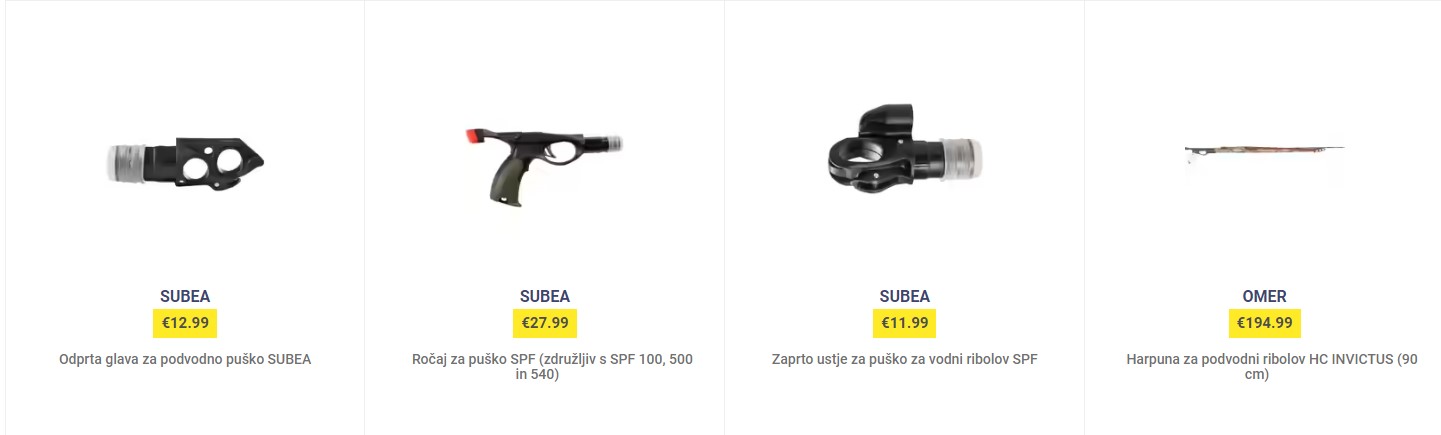 SUBEA
€12.99
Odprta glava za podvodno puško SUBEA
SUBEA
€27.99
Ročaj za puško SPF (združljiv s SPF 100, 500
in 540)
SUBEA
€11.99
Zaprto ustje za puško za vodni ribolov SPF
OMER
€194.99
Harpuna za podvodni ribolov HC INVICTUS (90
cm)